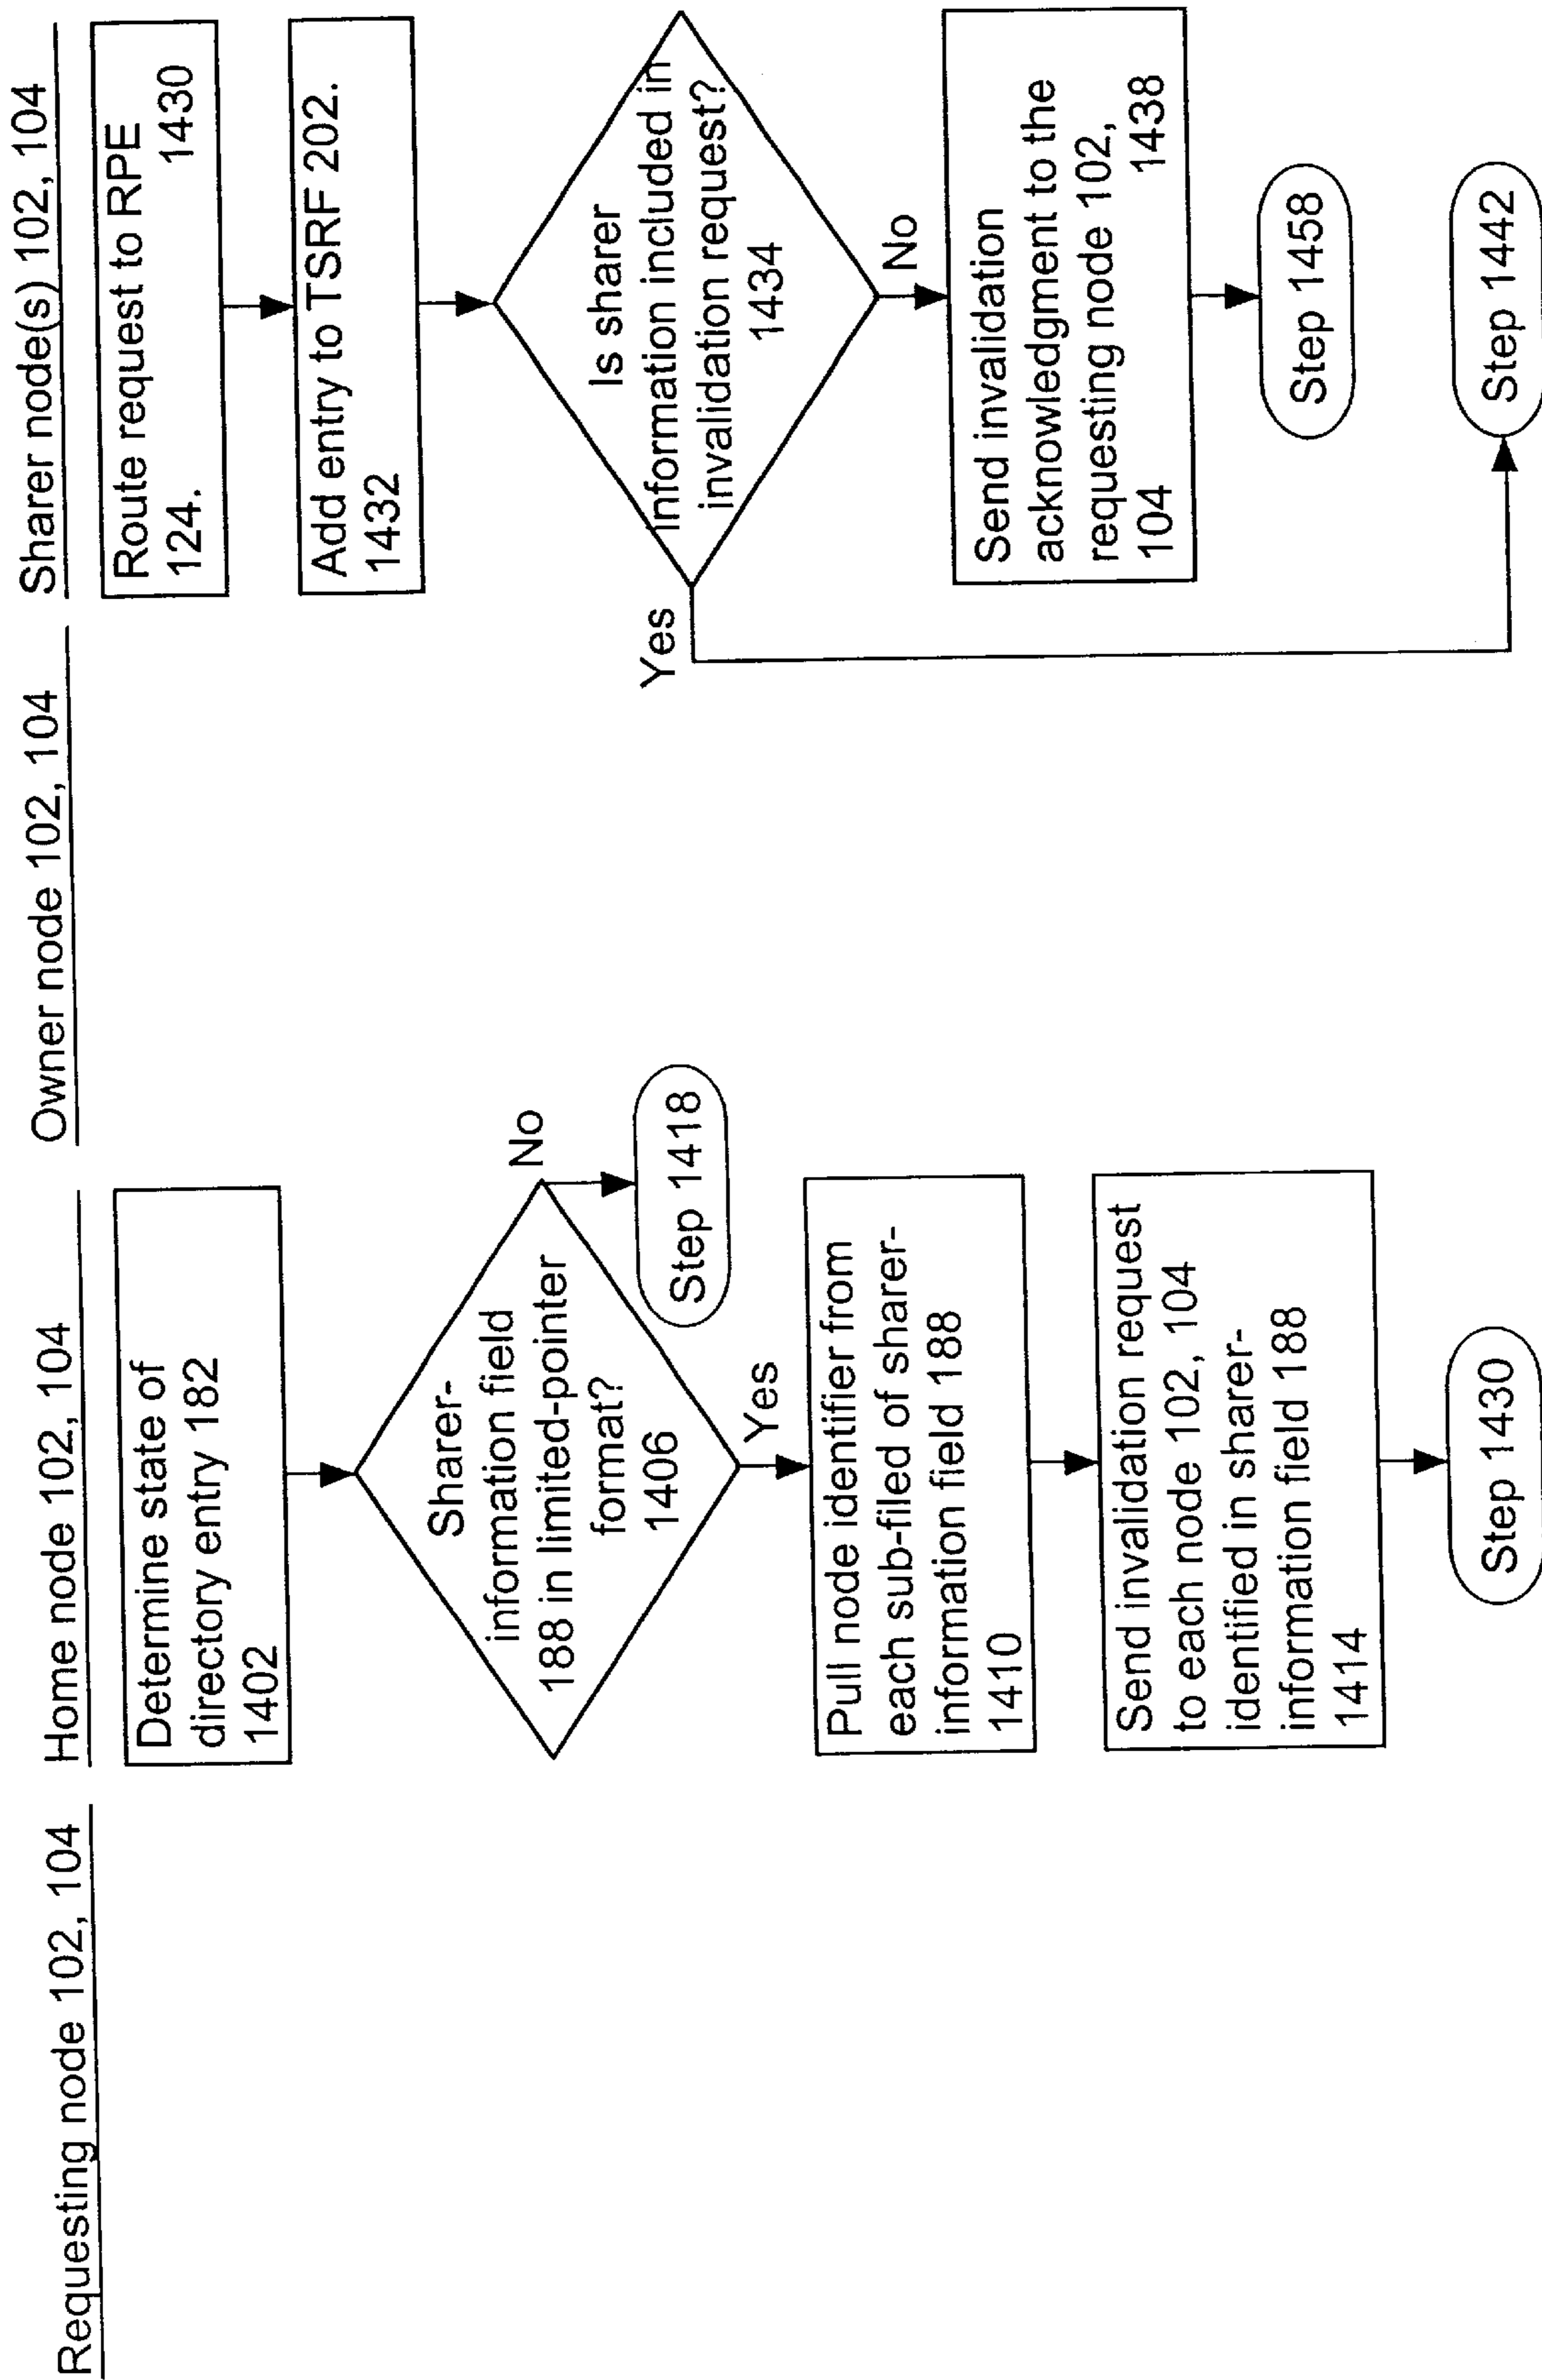 Requesting node 102, 104
Home node 102, 104
Owner node 102, 104
Sharer node(s) 102, 104
Determine state of
directory entry 182
1402
Sharer-
information field
188 in limited-pointer
format?
1406
No
Step 1418
Yes
Pull node identifier from
each sub-filed of sharer-
information field 188
1410
Send invalidation request
to each node 102, 104
identified in sharer-
information field 188
1414
Step 1430
Route request to RPE
124. 1430
Add entry to TSRF 202.
1432
Is sharer
information included in
invalidation request?
1434
Yes
No
Send invalidation
acknowledgment to the
requesting node 102,
104 1438
Step 1458
Step 1442